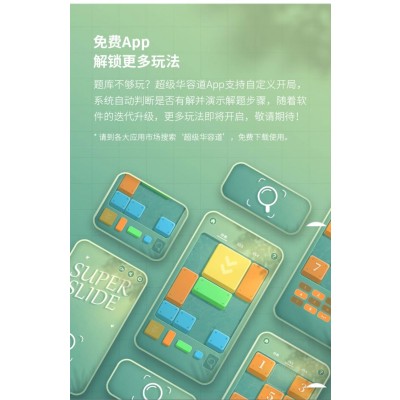 免费App
解锁更多玩法
题库不够玩？超级华容道App支持自定义开局，
系统自动判断是否有解并演示解题步骤，随着软
件的迭代升级，更多玩法即将开启，敬请期待！
*请到各大应用市场搜索‘超级华容道’，免费下载使用。
SUPER
SLIDE
7
1
3
5